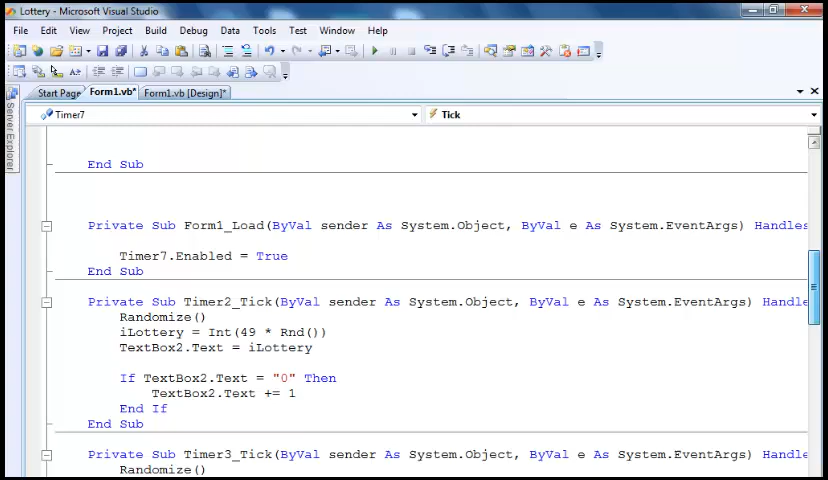 Lottery - Microsoft Visual Studio
File Edit View Project Build Debug Data Tools Test Window Help
Start Page Form1.vb* Form1.vb [Design]*
Server Explorer
Timer7 Tick
End Sub
Private Sub Form1_Load(ByVal sender As System.Object, ByVal e As System.EventArgs) Handles
Timer7.Enabled = True
End Sub
Private Sub Timer2_Tick(ByVal sender As System.Object, ByVal e As System.EventArgs) Handle
Randomize()
iLottery = Int(49 * Rnd())
TextBox2.Text = iLottery
If TextBox2.Text = "0" Then
TextBox2.Text += 1
End If
End Sub
Private Sub Timer3_Tick(ByVal sender As System.Object, ByVal e As System.EventArgs) Handle
Randomize()